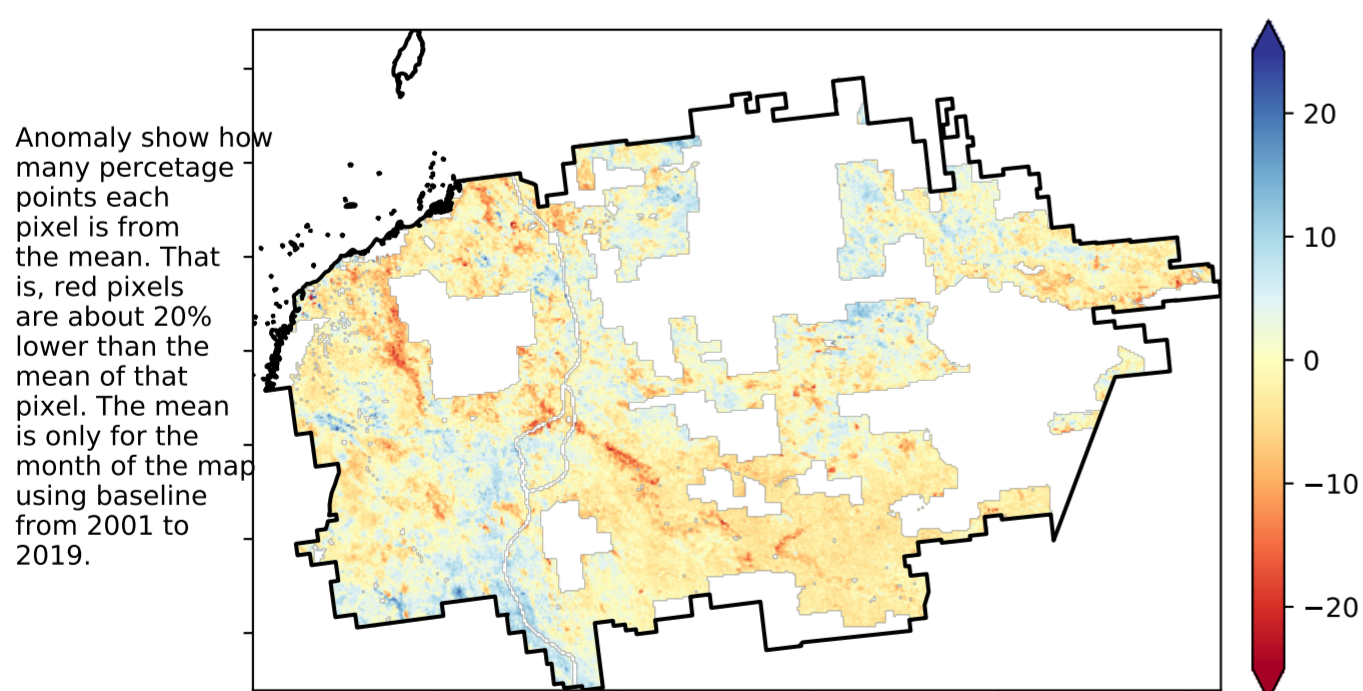 Anomaly show how
many percetage
points each
pixel is from
the mean. That
is, red pixels
are about 20%
lower than the
mean of that
pixel. The mean
is only for the
month of the map
using baseline
from 2001 to
2019.
20
10
0
−10
−20